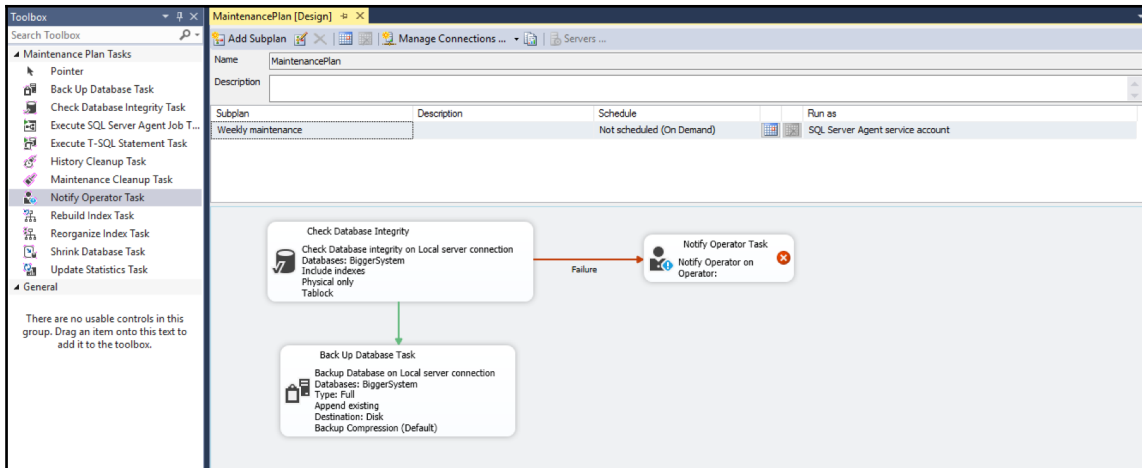 Toolbox
Search Toolbox
Maintenance Plan Tasks
Pointer
Back Up Database Task
Check Database Integrity Task
Execute SQL Server Agent Job T...
Execute T-SQL Statement Task
History Cleanup Task
Maintenance Cleanup Task
Notify Operator Task
Rebuild Index Task
Reorganize Index Task
Shrink Database Task
Update Statistics Task
General
There are no usable controls in this
group. Drag an item onto this text to
add it to the toolbox.
MaintenancePlan [Design]
Add Subplan Manage Connections ... Servers ...
Name MaintenancePlan
Description
Subplan Description Schedule Run as
Weekly maintenance Not scheduled (On Demand) SQL Server Agent service account
Check Database Integrity
Check Database integrity on Local server connection
Databases: BiggerSystem
Include indexes
Physical only
Tablock
Failure
Notify Operator Task
Notify Operator on
Operator:
Back Up Database Task
Backup Database on Local server connection
Databases: BiggerSystem
Type: Full
Append existing
Destination: Disk
Backup Compression (Default)